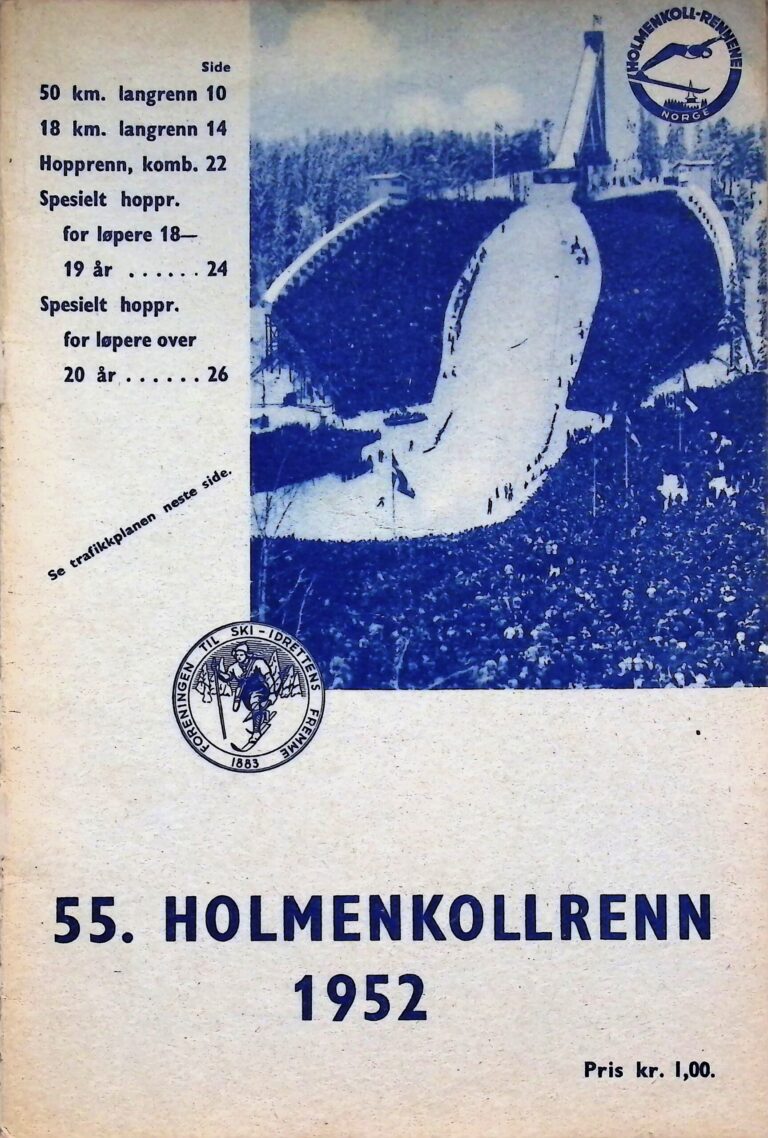 Side
50 km. langrenn 10
18 km. langrenn 14
Hopprenn, komb. 22
Spesielt hoppr.
for løpere 18—
19 år ...... 24
Spesielt hoppr.
for løpere over
20 år ...... 26
Se trafikkplanen neste side.
HOLMENKOLL-RENNENE
NORGE
FORENINGEN TIL SKI-IDRETTENS FREMME
1883
55. HOLMENKOLLRENN
1952
Pris kr. 1,00.